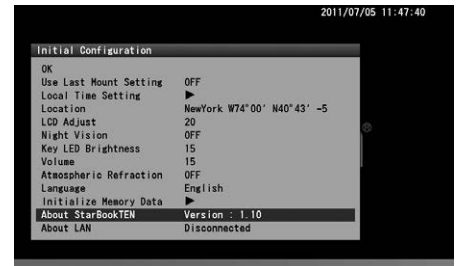 2011/07/05 11:47:40
Initial Configuration
OK
Use Last Mount Setting OFF
Local Time Setting ▶
Location NewYork W74°00′ N40°43′ -5
LCD Adjust 20
Night Vision OFF
Key LED Brightness 15
Volume 15
Atmospheric Refraction OFF
Language English
Initialize Memory Data ▶
About StarBookTEN Version : 1.10
About LAN Disconnected